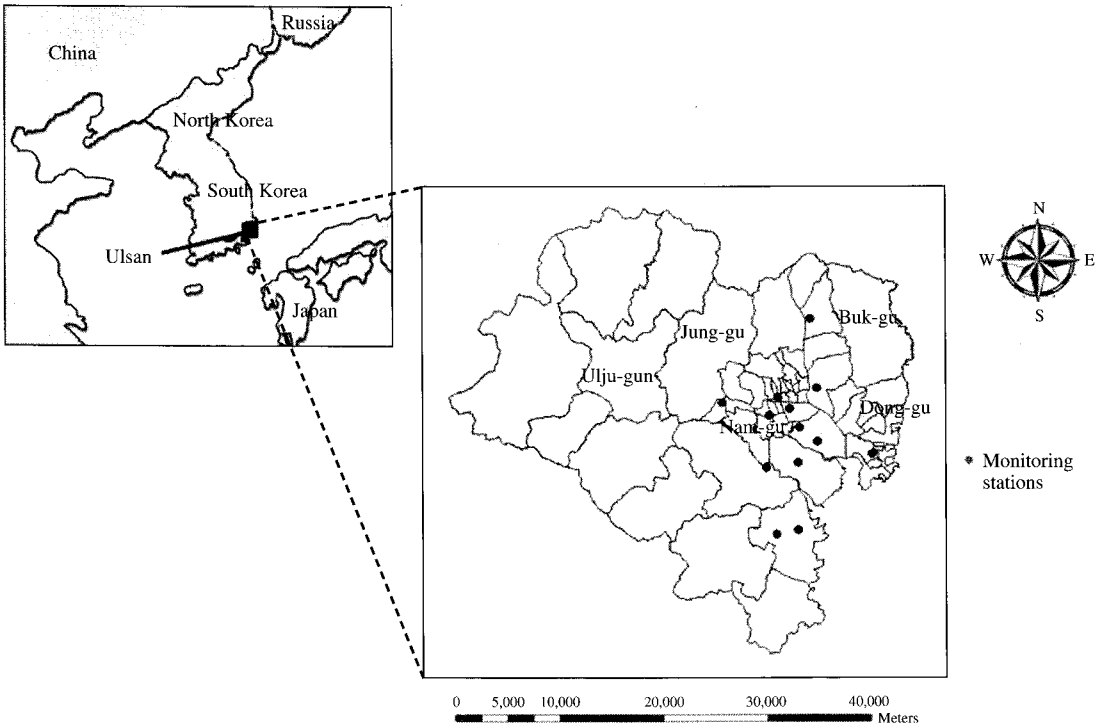 Russia
China
North Korea
South Korea
Ulsan
Japan
N
W
E
S
Buk-gu
Jung-gu
Ulju-gun
Dong-gu
Nam-gu
Monitoring
stations
0 5,000 10,000 20,000 30,000 40,000
Meters